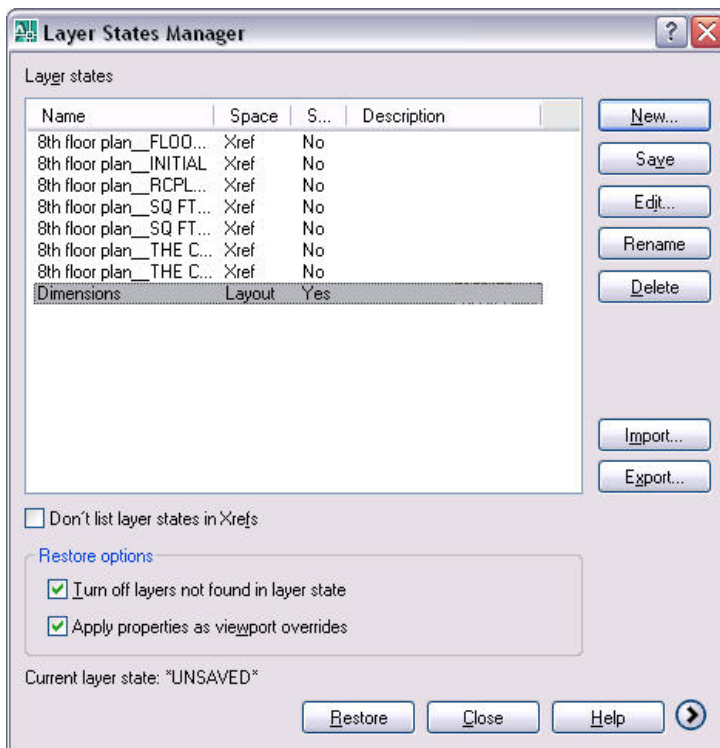 Layer States Manager
Layer states
Name Space S... Description
8th floor plan__FLOO... Xref No
8th floor plan__INITIAL Xref No
8th floor plan__RCPL... Xref No
8th floor plan__SQ FT... Xref No
8th floor plan__SQ FT... Xref No
8th floor plan__THE C... Xref No
8th floor plan__THE C... Xref No
Dimensions Layout Yes
New...
Save
Edit...
Rename
Delete
Import...
Export...
Don't list layer states in Xrefs
Restore options
Turn off layers not found in layer state
Apply properties as viewport overrides
Current layer state: *UNSAVED*
Restore Close Help